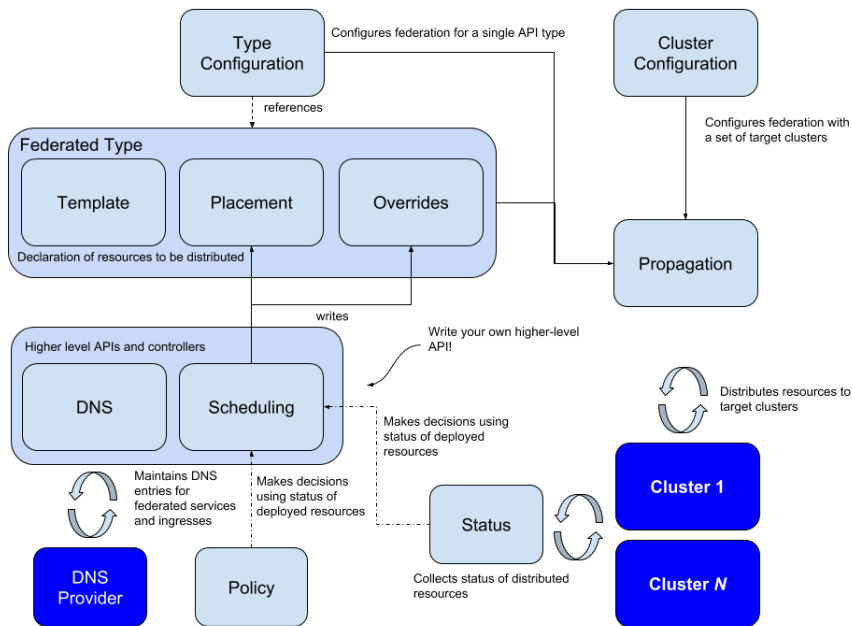 Type
Configuration
Configures federation for a single API type
Cluster
Configuration
references
Configures federation with
a set of target clusters
Federated Type
Template
Placement
Overrides
Declaration of resources to be distributed
Propagation
writes
Higher level APIs and controllers
Write your own higher-level
API!
DNS
Scheduling
Distributes resources to
target clusters
Makes decisions using
status of deployed
resources
Maintains DNS
entries for
federated services
and ingresses
Makes decisions
using status of
deployed resources
Cluster 1
Status
Collects status of distributed
resources
DNS
Provider
Policy
Cluster N